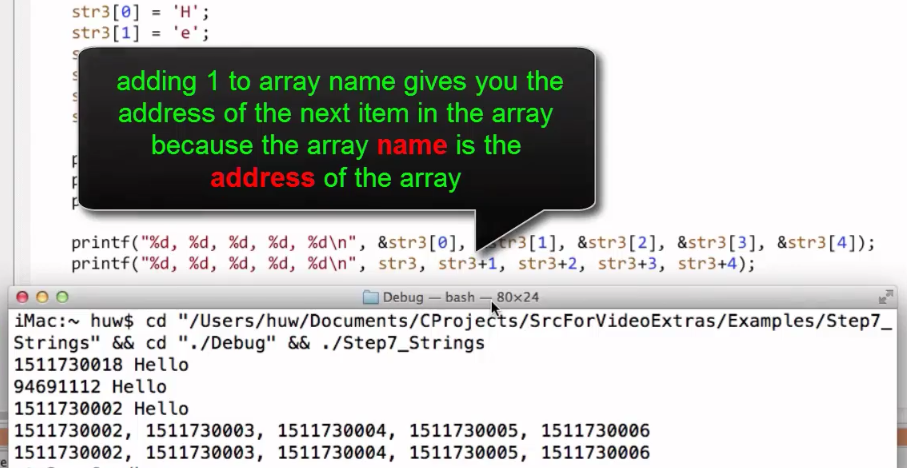 str3[0] = 'H';
str3[1] = 'e';
adding 1 to array name gives you the
address of the next item in the array
because the array name is the
address of the array
printf("%d, %d, %d, %d, %d\n", &str3[0], &str3[1], &str3[2], &str3[3], &str3[4]);
printf("%d, %d, %d, %d, %d\n", str3, str3+1, str3+2, str3+3, str3+4);
Debug — bash — 80×24
iMac:~ huw$ cd "/Users/huw/Documents/CProjects/SrcForVideoExtras/Examples/Step7_
Strings" && cd "./Debug" && ./Step7_Strings
1511730018 Hello
94691112 Hello
1511730002 Hello
1511730002, 1511730003, 1511730004, 1511730005, 1511730006
1511730002, 1511730003, 1511730004, 1511730005, 1511730006